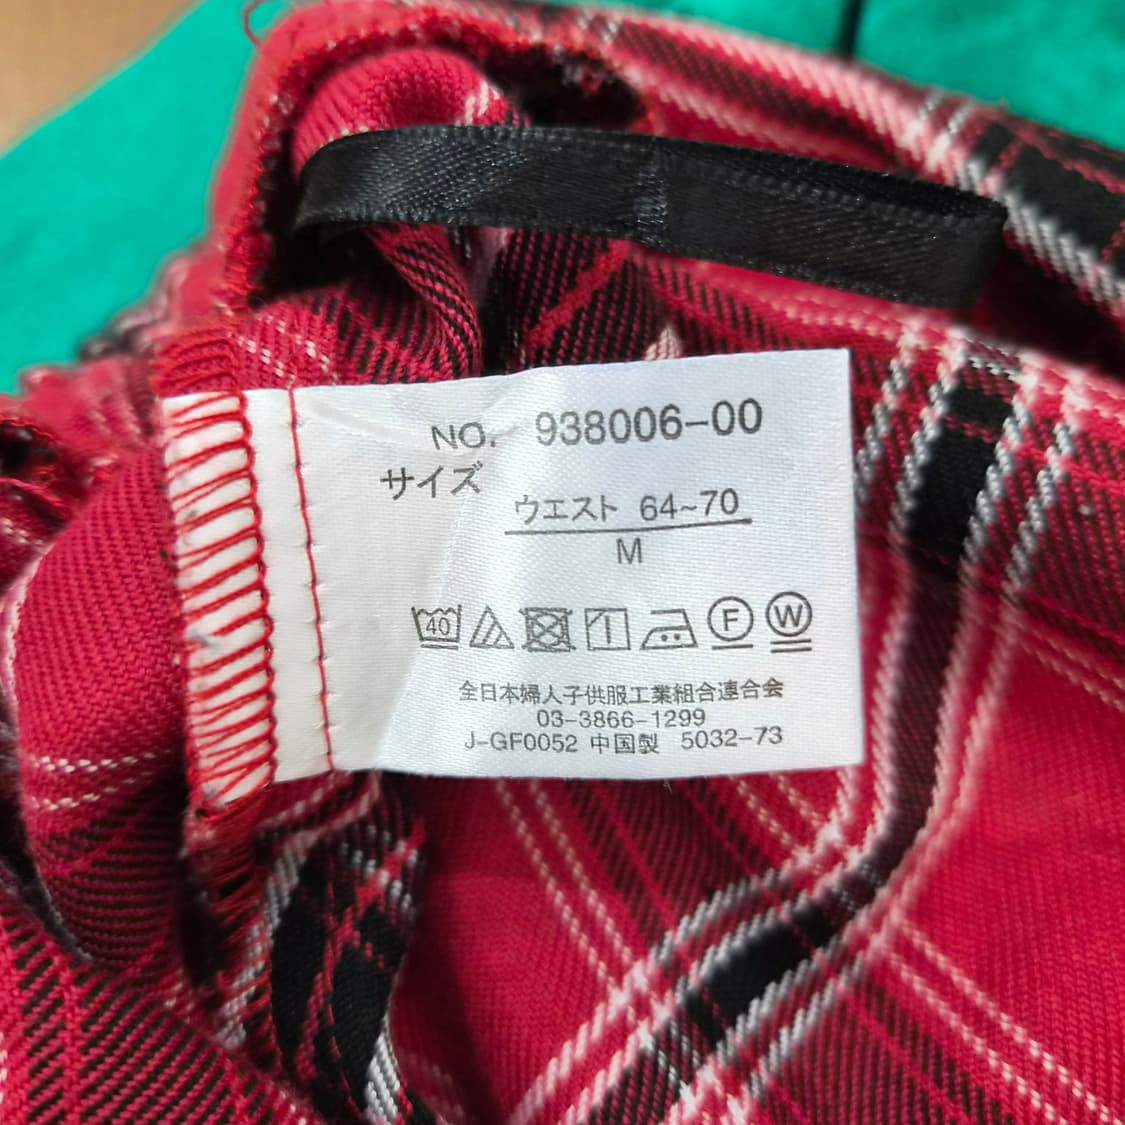 NO. 938006-00
サイズ
ウエスト 64~70
M
40
F W
全日本婦人子供服工業組合連合会
03-3866-1299
J-GF0052 中国製 5032-73